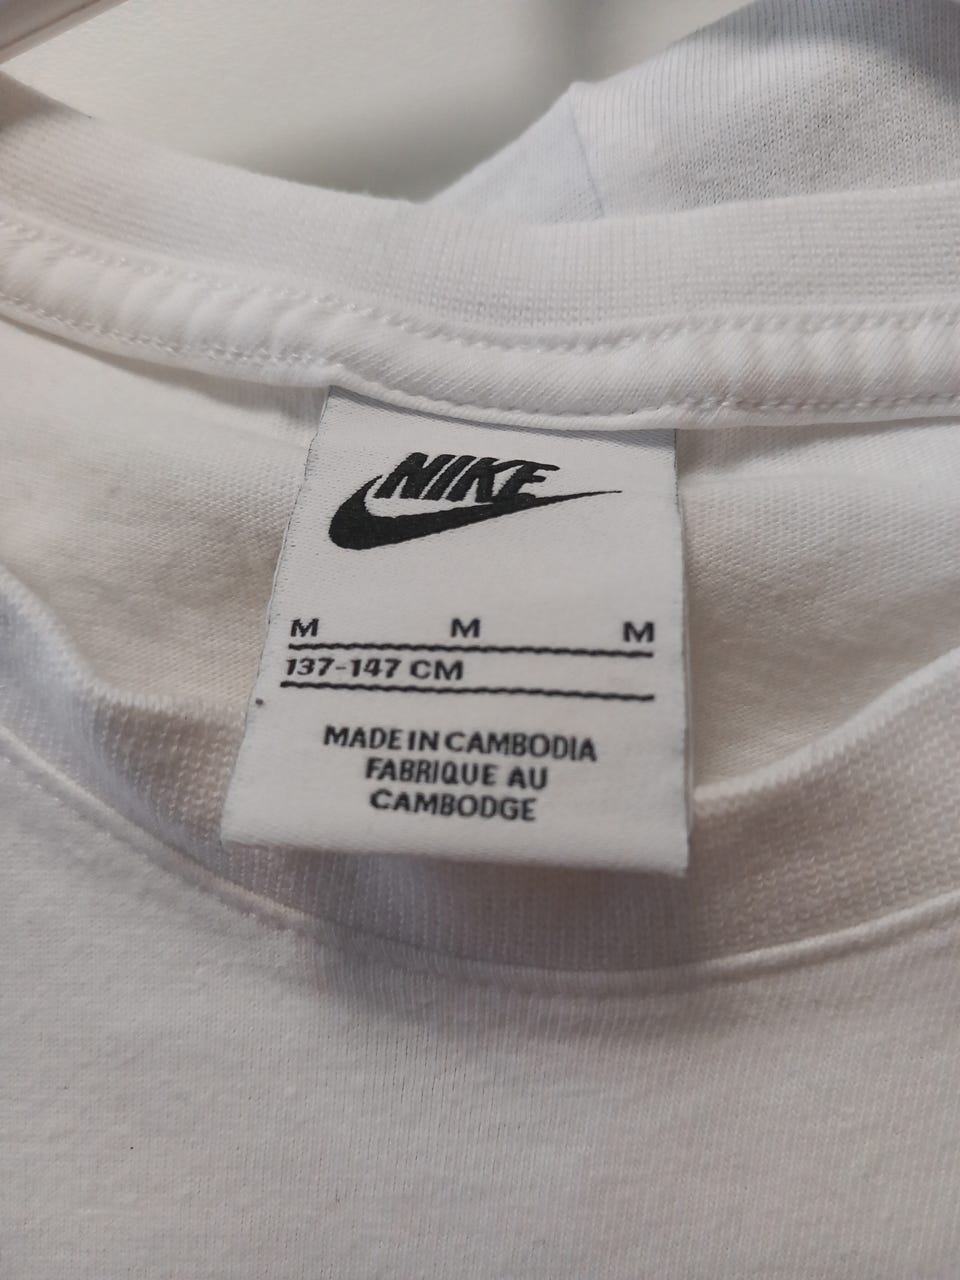 NIKE
M M M
137-147 CM
MADE IN CAMBODIA
FABRIQUE AU
CAMBODGE